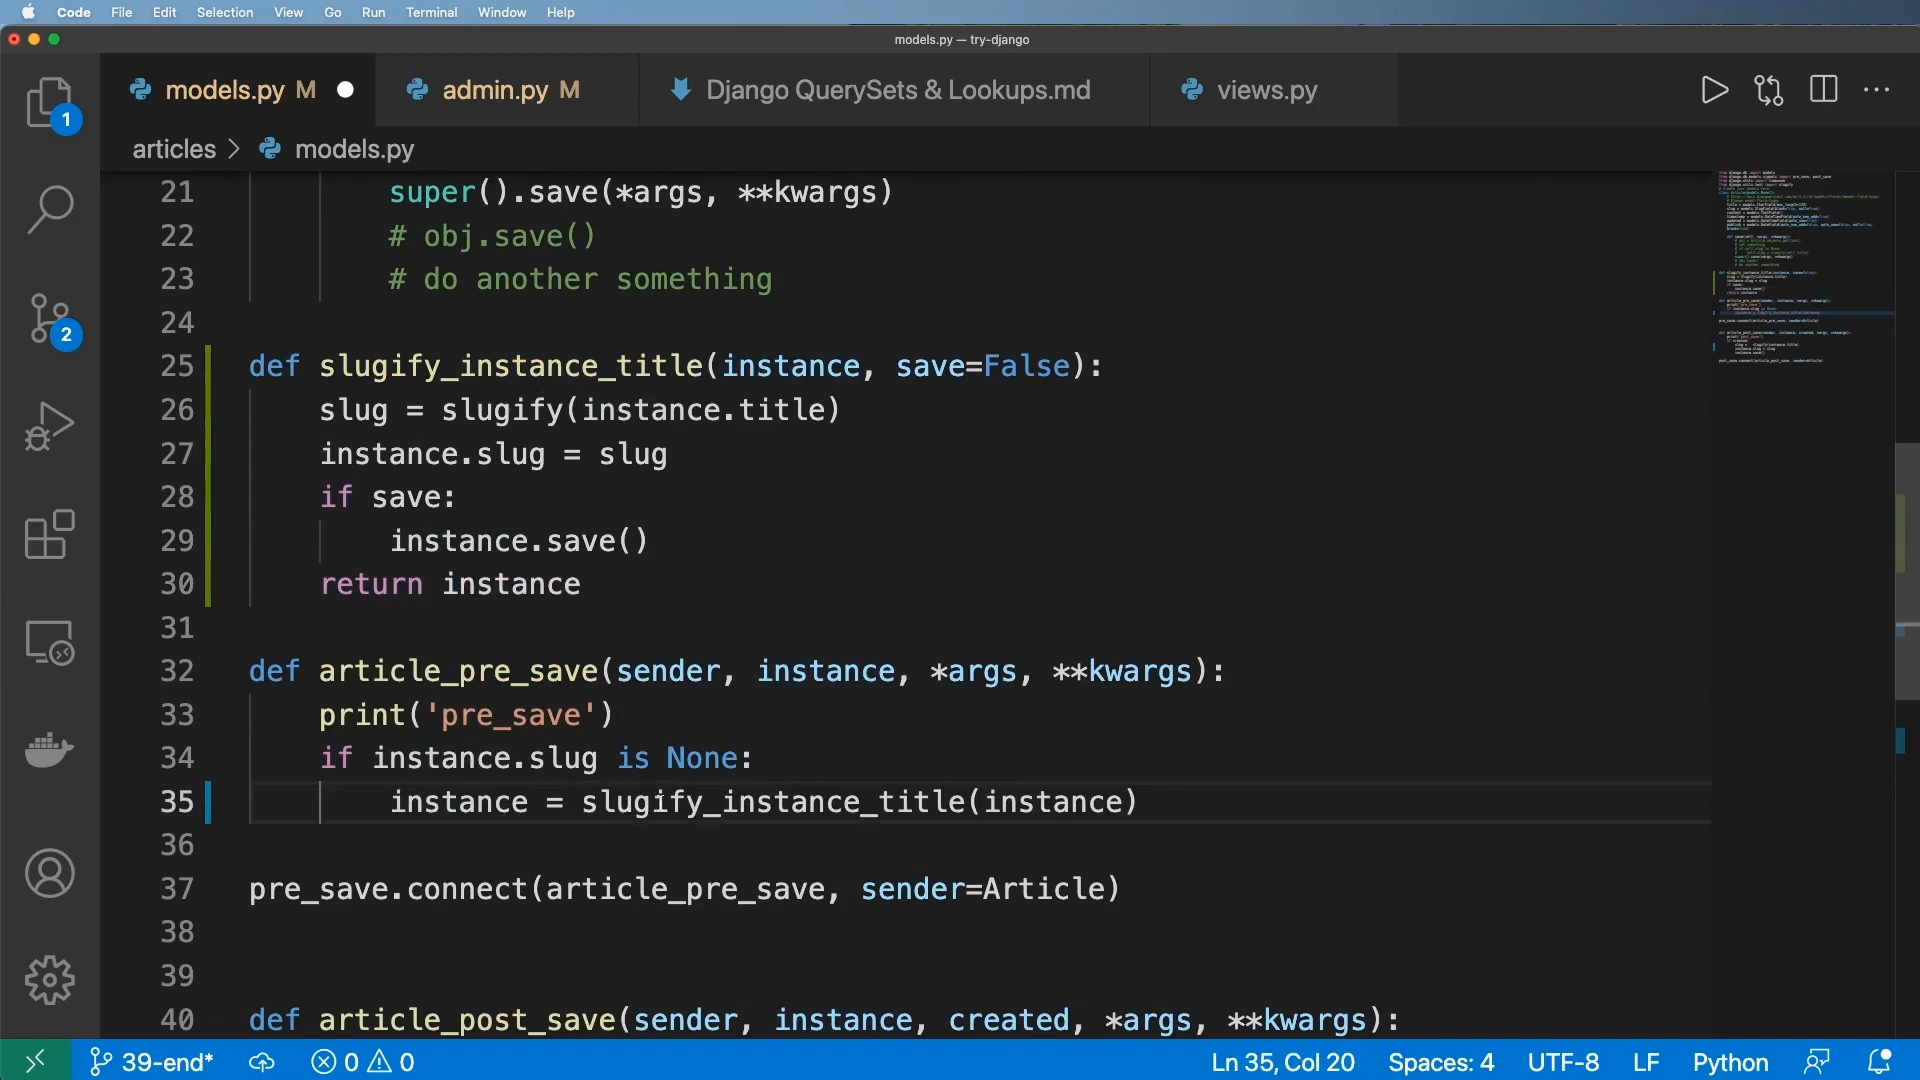 Code File Edit Selection View Go Run Terminal Window Help
models.py — try-django
models.py M admin.py M Django QuerySets & Lookups.md views.py
articles > models.py
1
2
21 super().save(*args, **kwargs)
22 # obj.save()
23 # do another something
24
25 def slugify_instance_title(instance, save=False):
26 slug = slugify(instance.title)
27 instance.slug = slug
28 if save:
29 instance.save()
30 return instance
31
32 def article_pre_save(sender, instance, *args, **kwargs):
33 print('pre_save')
34 if instance.slug is None:
35 instance = slugify_instance_title(instance)
36
37 pre_save.connect(article_pre_save, sender=Article)
38
39
40 def article_post_save(sender, instance, created, *args, **kwargs):
39-end* 0 0 Ln 35, Col 20 Spaces: 4 UTF-8 LF Python